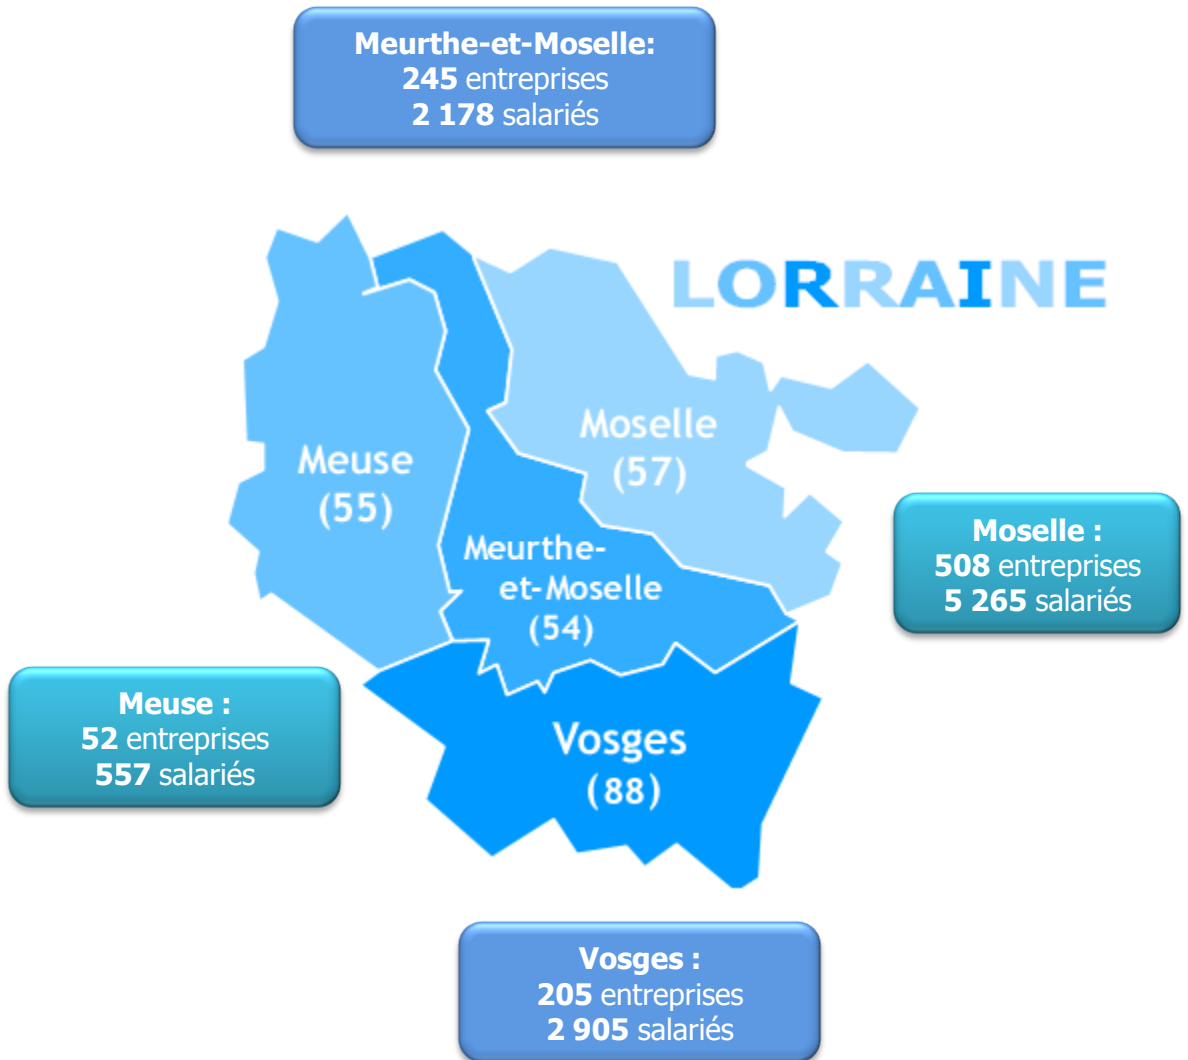 Meurthe-et-Moselle:
245 entreprises
2 178 salariés
LORRAINE
Moselle
(57)
Meuse
(55)
Meurthe-
et-Moselle
(54)
Moselle :
508 entreprises
5 265 salariés
Meuse :
52 entreprises
557 salariés
Vosges
(88)
Vosges :
205 entreprises
2 905 salariés